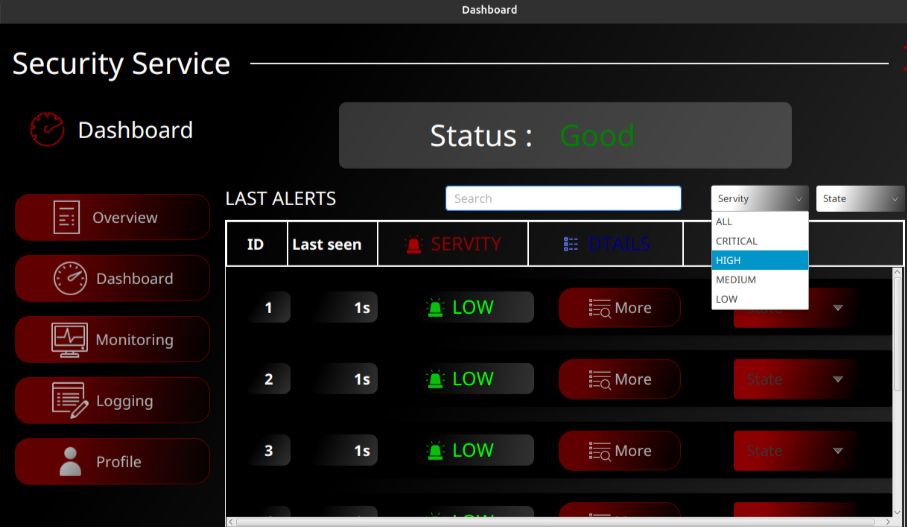 Dashboard
Security Service
Dashboard
Status : Good
Overview
Dashboard
Monitoring
Logging
Profile
LAST ALERTS
Search
Servity
State
ALL
CRITICAL
HIGH
MEDIUM
LOW
ID Last seen SERVITY DTAILS
1 1s LOW More State
2 1s LOW More State
3 1s LOW More State